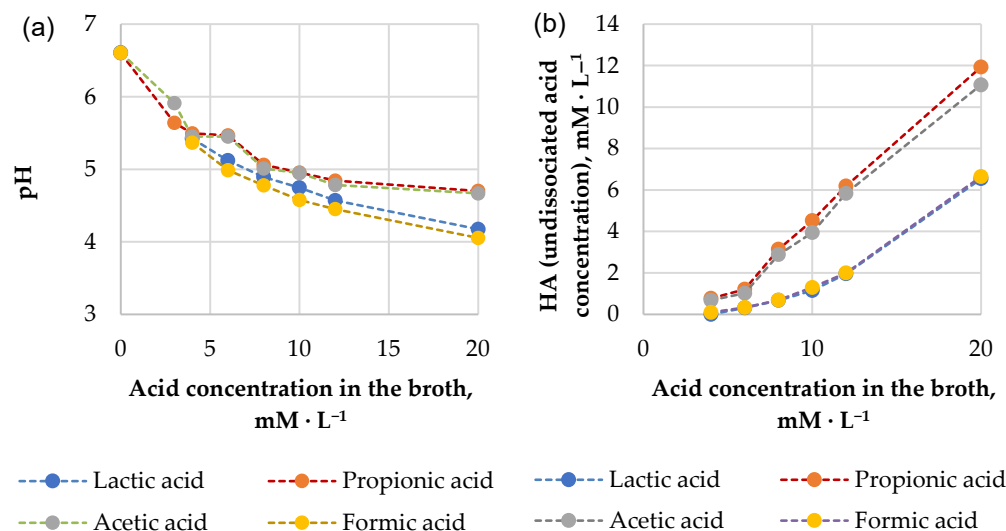 (a)
7
6
5
4
3
pH
0 5 10 15 20
Acid concentration in the broth,
mM · L⁻¹
Lactic acid Propionic acid
Acetic acid Formic acid
(b)
14
12
10
8
6
4
2
0
HA (undissociated acid
concentration), mM · L⁻¹
0 10 20
Acid concentration in the broth,
mM · L⁻¹
Lactic acid Propionic acid
Acetic acid Formic acid